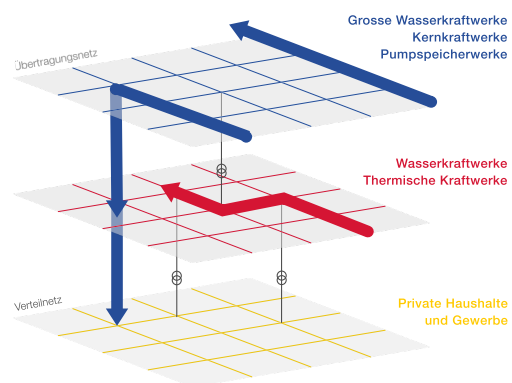 Grosse Wasserkraftwerke
Kernkraftwerke
Pumpspeicherwerke
Übertragungsnetz
Wasserkraftwerke
Thermische Kraftwerke
Verteilnetz
Private Haushalte
und Gewerbe